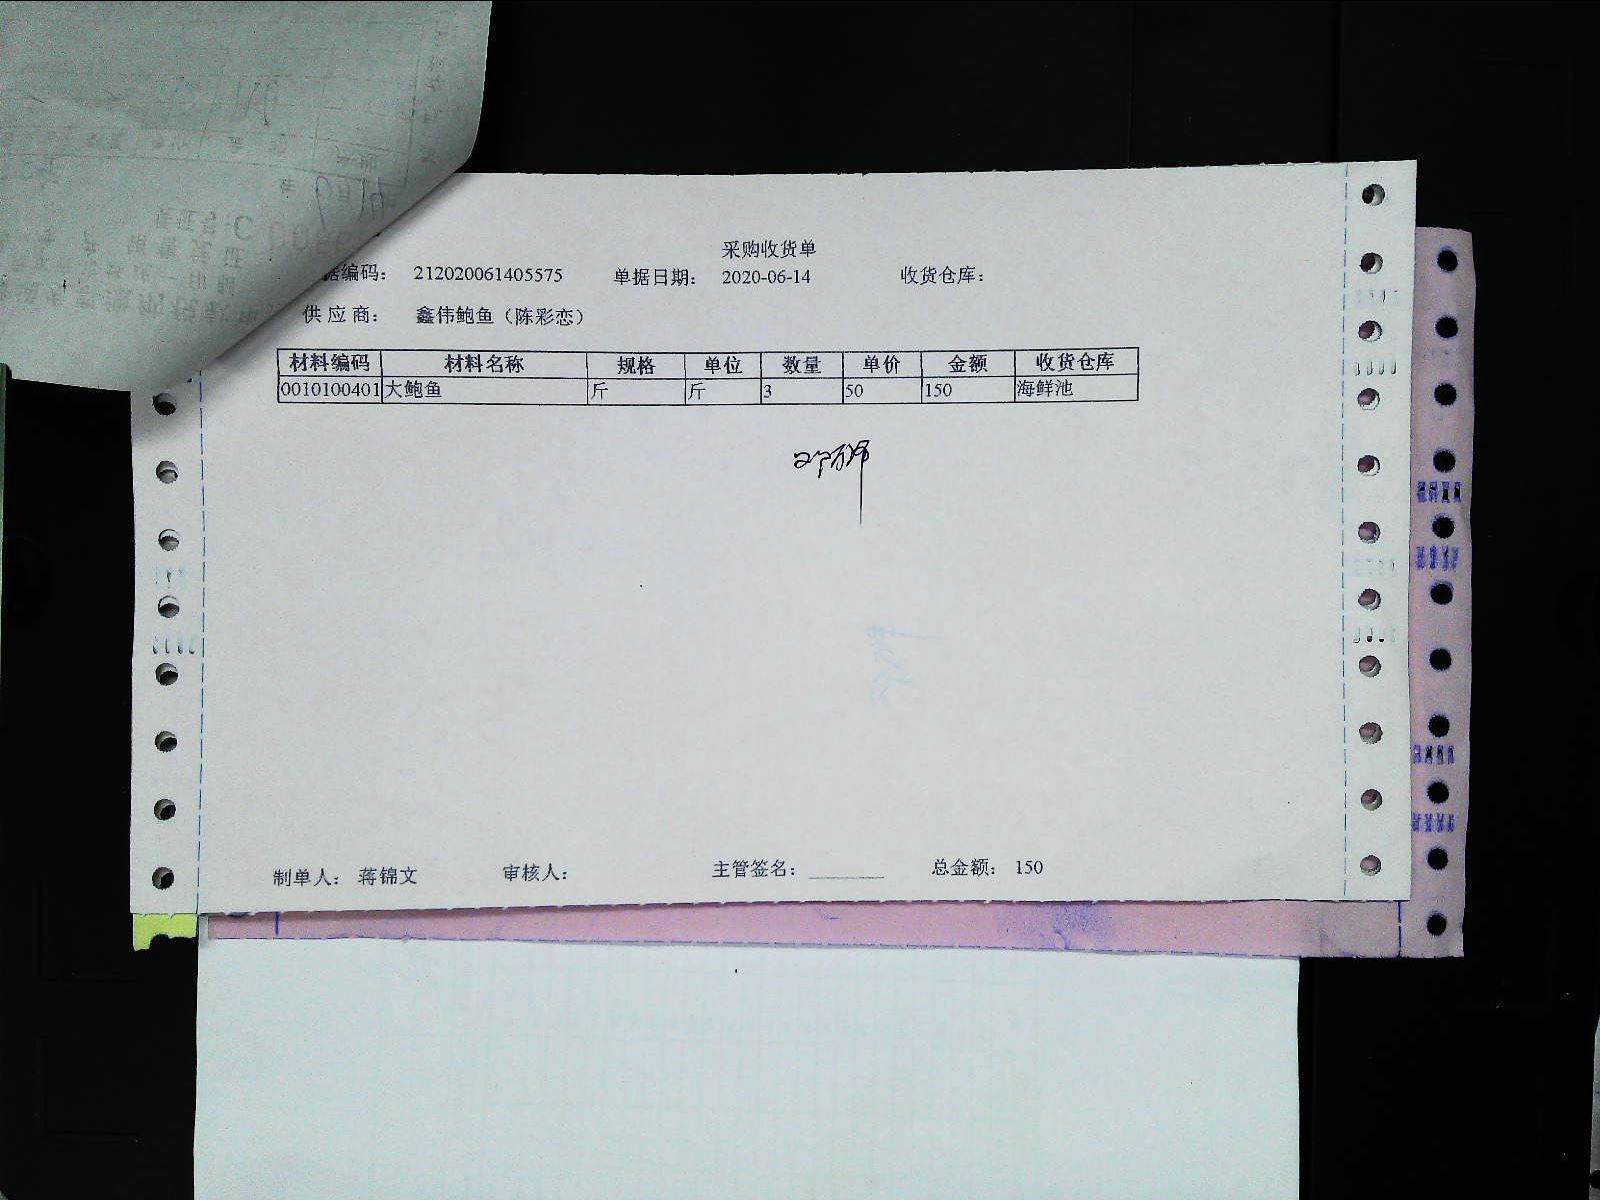 采购收货单
据编码： 212020061405575 单据日期： 2020-06-14 收货仓库：
供应商： 鑫伟鲍鱼（陈彩恋）
材料编码 材料名称 规格 单位 数量 单价 金额 收货仓库
0010100401 大鲍鱼 斤 斤 3 50 150 海鲜池
制单人： 蒋锦文 审核人： 主管签名： ________ 总金额： 150